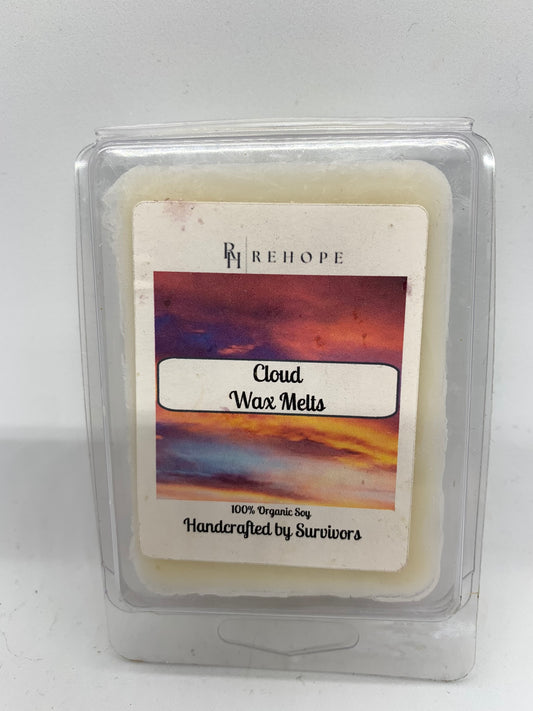 RH REHOPE
Cloud
Wax Melts
100% Organic Soy
Handcrafted by Survivors